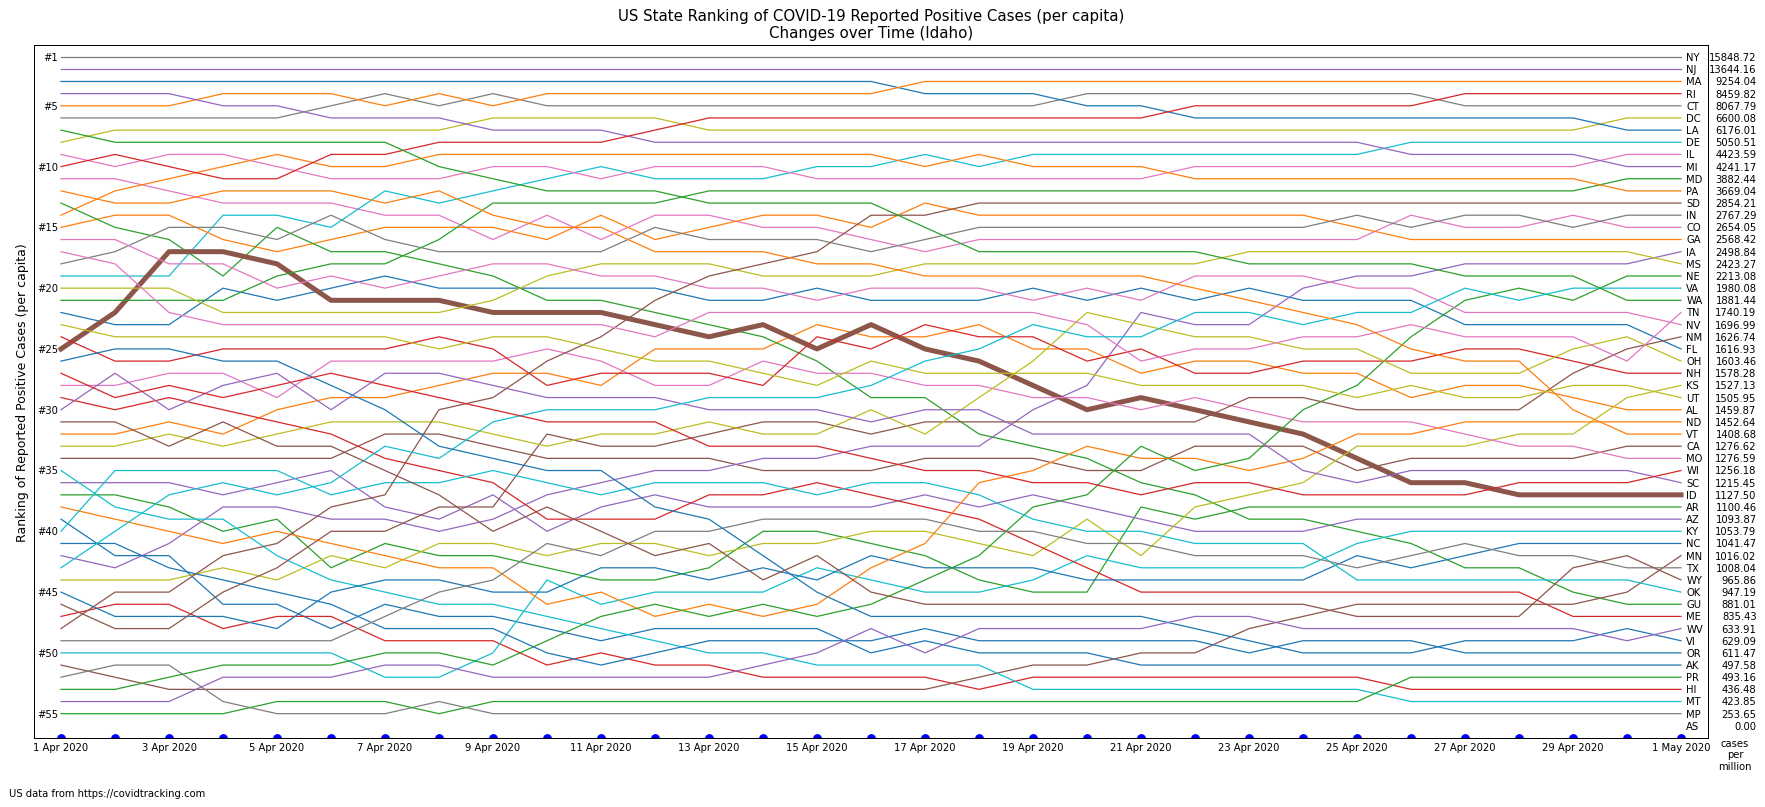 US State Ranking of COVID-19 Reported Positive Cases (per capita)
Changes over Time (Idaho)
Ranking of Reported Positive Cases (per capita)
#1
#5
#10
#15
#20
#25
#30
#35
#40
#45
#50
#55
NY 15848.72
NJ 13644.16
MA 9254.04
RI 8459.82
CT 8067.79
DC 6600.08
LA 6176.01
DE 5050.51
IL 4423.59
MI 4241.17
MD 3882.44
PA 3669.04
SD 2854.21
IN 2767.29
CO 2654.05
GA 2568.42
IA 2498.84
MS 2423.27
NE 2213.08
VA 1980.08
WA 1881.44
TN 1740.19
NV 1696.99
NM 1626.74
FL 1616.93
OH 1603.46
NH 1578.28
KS 1527.13
UT 1505.95
AL 1459.87
ND 1452.64
VT 1408.68
CA 1276.62
MO 1276.59
WI 1256.18
SC 1215.45
ID 1127.50
AR 1100.46
AZ 1093.87
KY 1053.79
NC 1041.47
MN 1016.02
TX 1008.04
WY 965.86
OK 947.19
GU 881.01
ME 835.43
WV 633.91
VI 629.09
OR 611.47
AK 497.58
PR 493.16
HI 436.48
MT 423.85
MP 253.65
AS 0.00
1 Apr 2020 3 Apr 2020 5 Apr 2020 7 Apr 2020 9 Apr 2020 11 Apr 2020 13 Apr 2020 15 Apr 2020 17 Apr 2020 19 Apr 2020 21 Apr 2020 23 Apr 2020 25 Apr 2020 27 Apr 2020 29 Apr 2020 1 May 2020
cases
per
million
US data from https://covidtracking.com